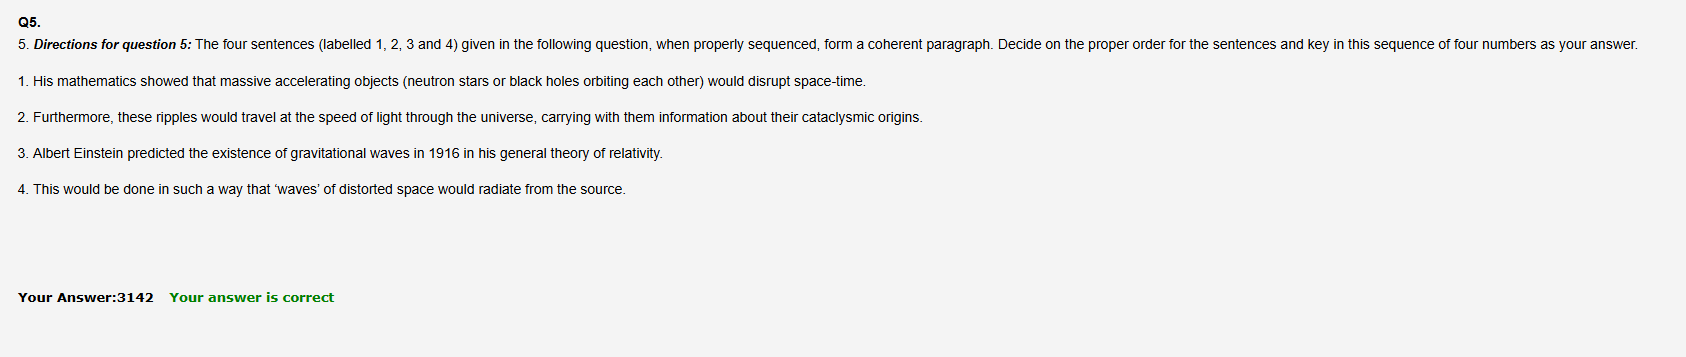 Q5.
5. Directions for question 5: The four sentences (labelled 1, 2, 3 and 4) given in the following question, when properly sequenced, form a coherent paragraph. Decide on the proper order for the sentences and key in this sequence of four numbers as your answer.
1. His mathematics showed that massive accelerating objects (neutron stars or black holes orbiting each other) would disrupt space-time.
2. Furthermore, these ripples would travel at the speed of light through the universe, carrying with them information about their cataclysmic origins.
3. Albert Einstein predicted the existence of gravitational waves in 1916 in his general theory of relativity.
4. This would be done in such a way that ‘waves’ of distorted space would radiate from the source.
Your Answer:3142 Your answer is correct